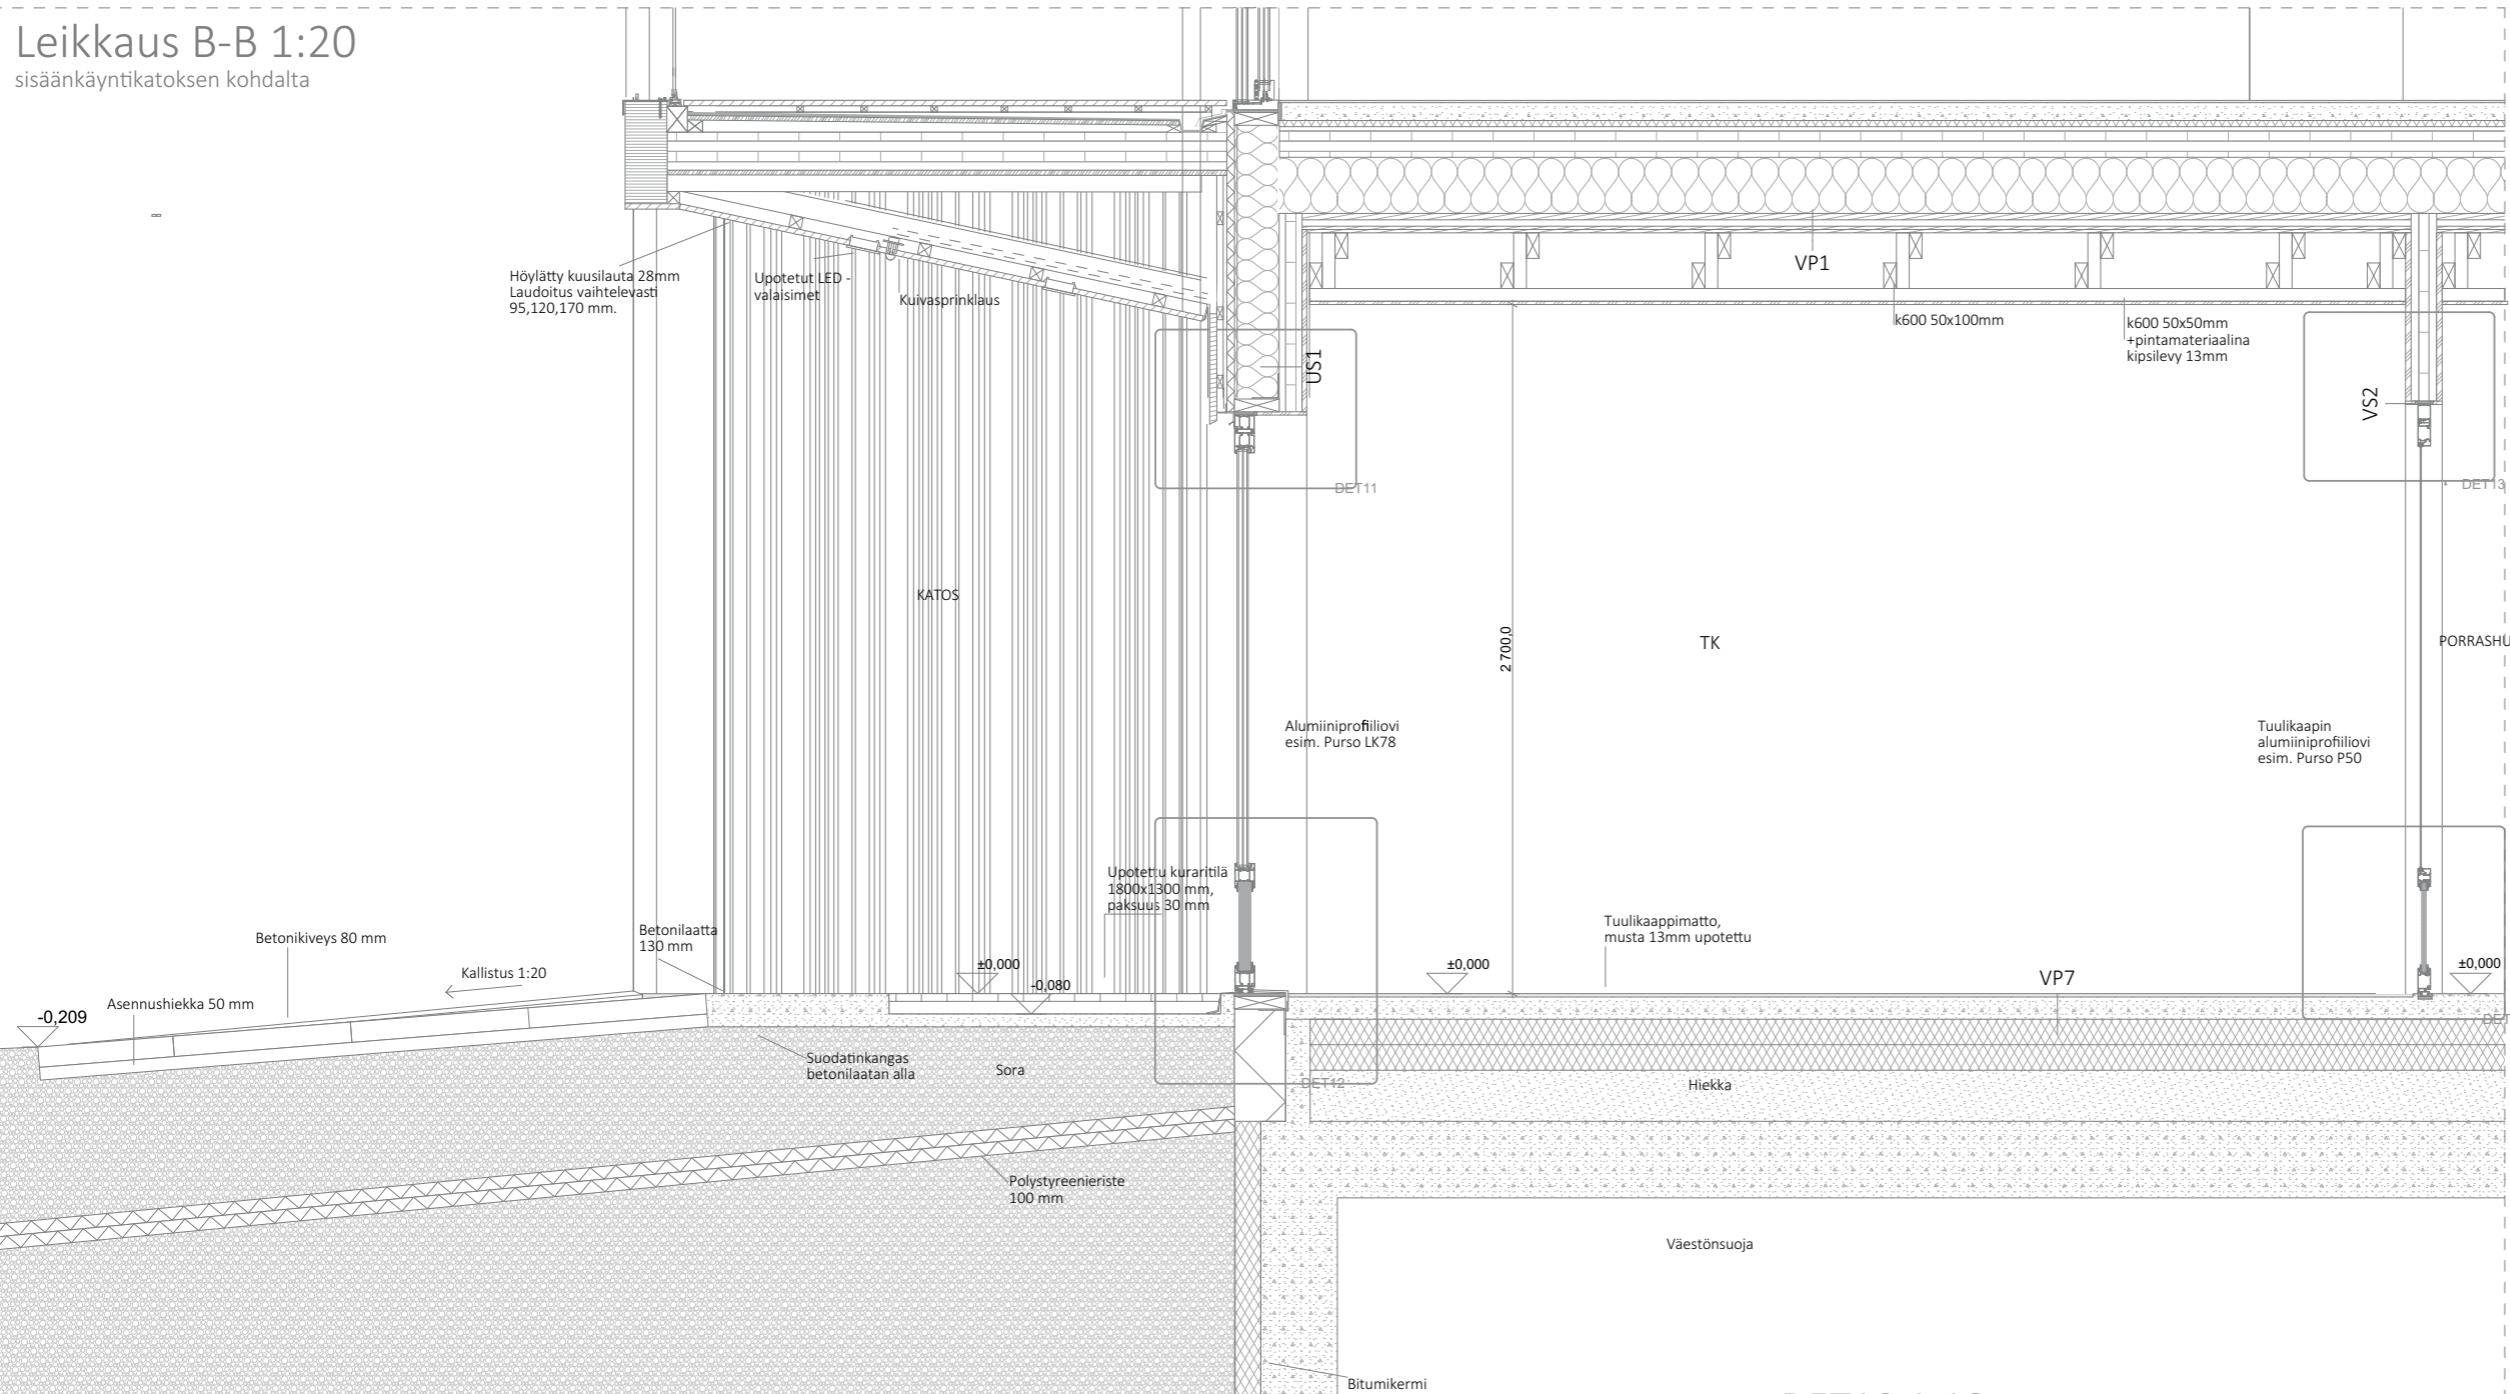 Leikkaus B-B 1:20
sisäänkäyntikatoksen kohdalta
Höylätty kuusilauta 28mm
Laudoitus vaihtelevasti
95,120,170 mm.
Upotetut LED -
valaisimet
Kuivasprinklaus
VP1
k600 50x100mm
k600 50x50mm
+pintamateriaalina
kipsilevy 13mm
US1
DET11
VS2
DET13
KATOS
2 700,0
TK
PORRASHU
Alumiiniprofiiliovi
esim. Purso LK78
Tuulikaapin
alumiiniprofiiliovi
esim. Purso P50
Upotettu kuraritilä
1800x1300 mm,
paksuus 30 mm
Betonilaatta
130 mm
Betonikiveys 80 mm
Kallistus 1:20
Asennushiekka 50 mm
-0,209
±0,000
-0,080
±0,000
Tuulikaappimatto,
musta 13mm upotettu
VP7
±0,000
DET
Suodatinkangas
betonilaatan alla
Sora
DET12
Hiekka
Polystyreenieriste
100 mm
Väestönsuoja
Bitumikermi